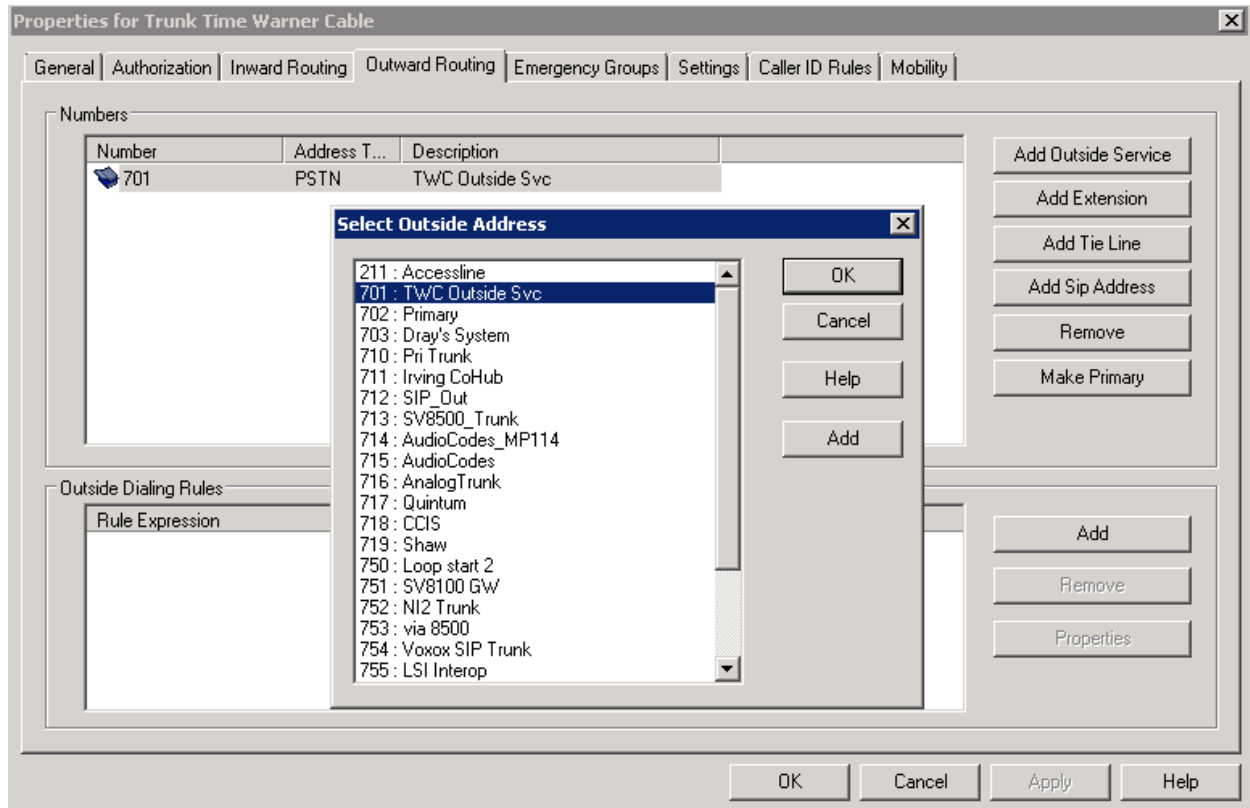 Properties for Trunk Time Warner Cable
General Authorization Inward Routing Outward Routing Emergency Groups Settings Caller ID Rules Mobility
Numbers
Number Address T... Description
701 PSTN TWC Outside Svc
Add Outside Service
Add Extension
Add Tie Line
Add Sip Address
Remove
Make Primary
Select Outside Address
211 : Accessline
701 : TWC Outside Svc
702 : Primary
703 : Dray's System
710 : Pri Trunk
711 : Irving CoHub
712 : SIP_Out
713 : SV8500_Trunk
714 : AudioCodes_MP114
715 : AudioCodes
716 : AnalogTrunk
717 : Quintum
718 : CCIS
719 : Shaw
750 : Loop start 2
751 : SV8100 GW
752 : NI2 Trunk
753 : via 8500
754 : Voxox SIP Trunk
755 : LSI Interop
OK
Cancel
Help
Add
Outside Dialing Rules
Rule Expression
Add
Remove
Properties
OK Cancel Apply Help